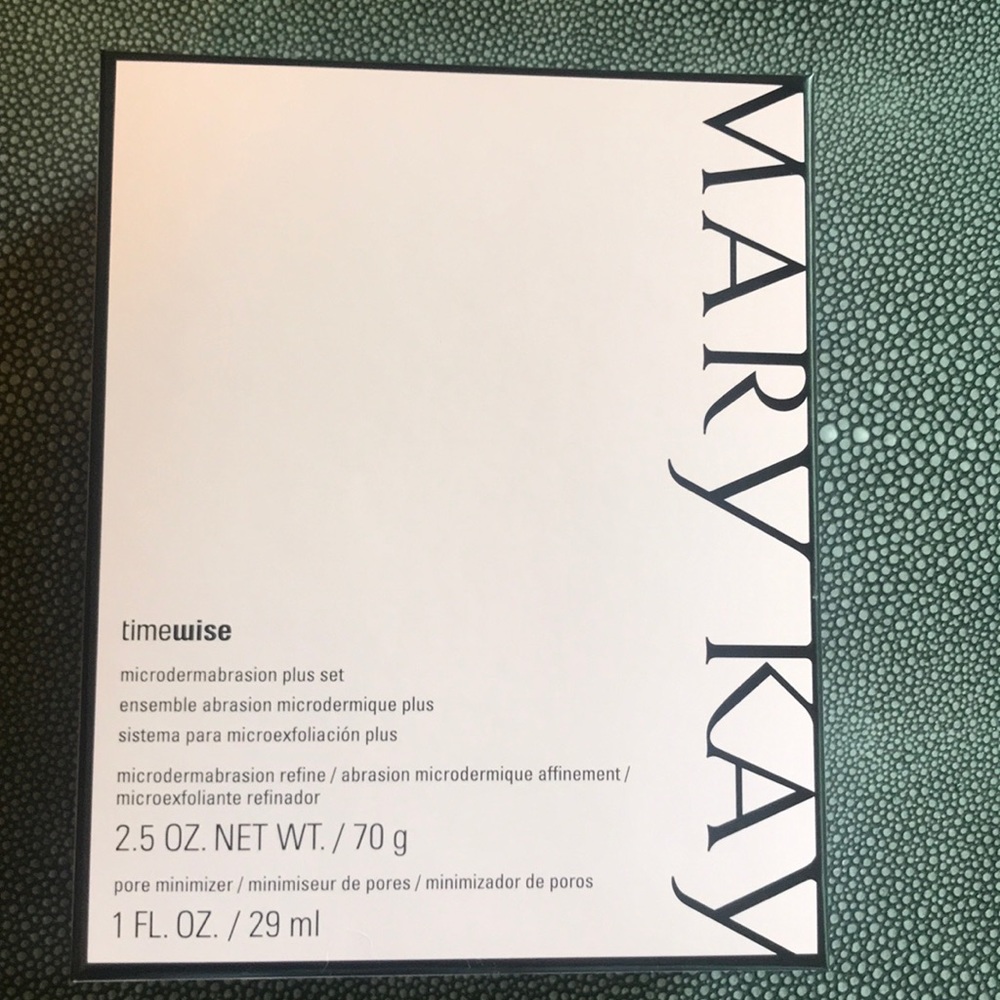 MARY KAY
timewise
microdermabrasion plus set
ensemble abrasion microdermique plus
sistema para microexfoliación plus
microdermabrasion refine / abrasion microdermique affinement /
microexfoliante refinador
2.5 OZ. NET WT. / 70 g
pore minimizer / minimiseur de pores / minimizador de poros
1 FL. OZ. / 29 ml